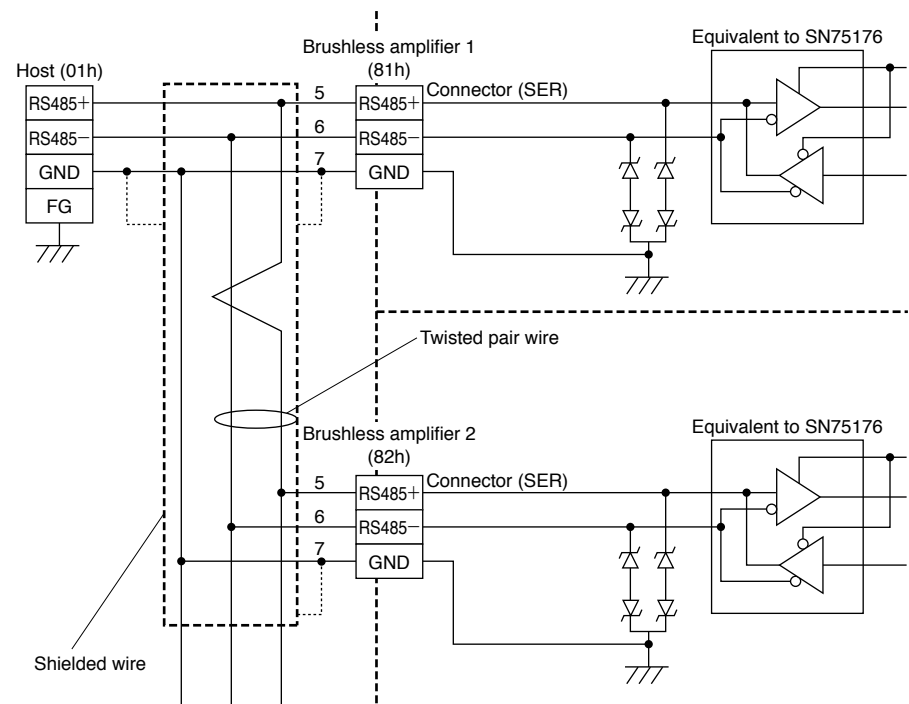 Equivalent to SN75176
Brushless amplifier 1
(81h)
Host (01h)
Connector (SER)
RS485+
5
RS485+
RS485−
6
RS485−
GND
7
GND
FG
Twisted pair wire
Equivalent to SN75176
Brushless amplifier 2
(82h)
Connector (SER)
5
RS485+
6
RS485−
7
GND
Shielded wire